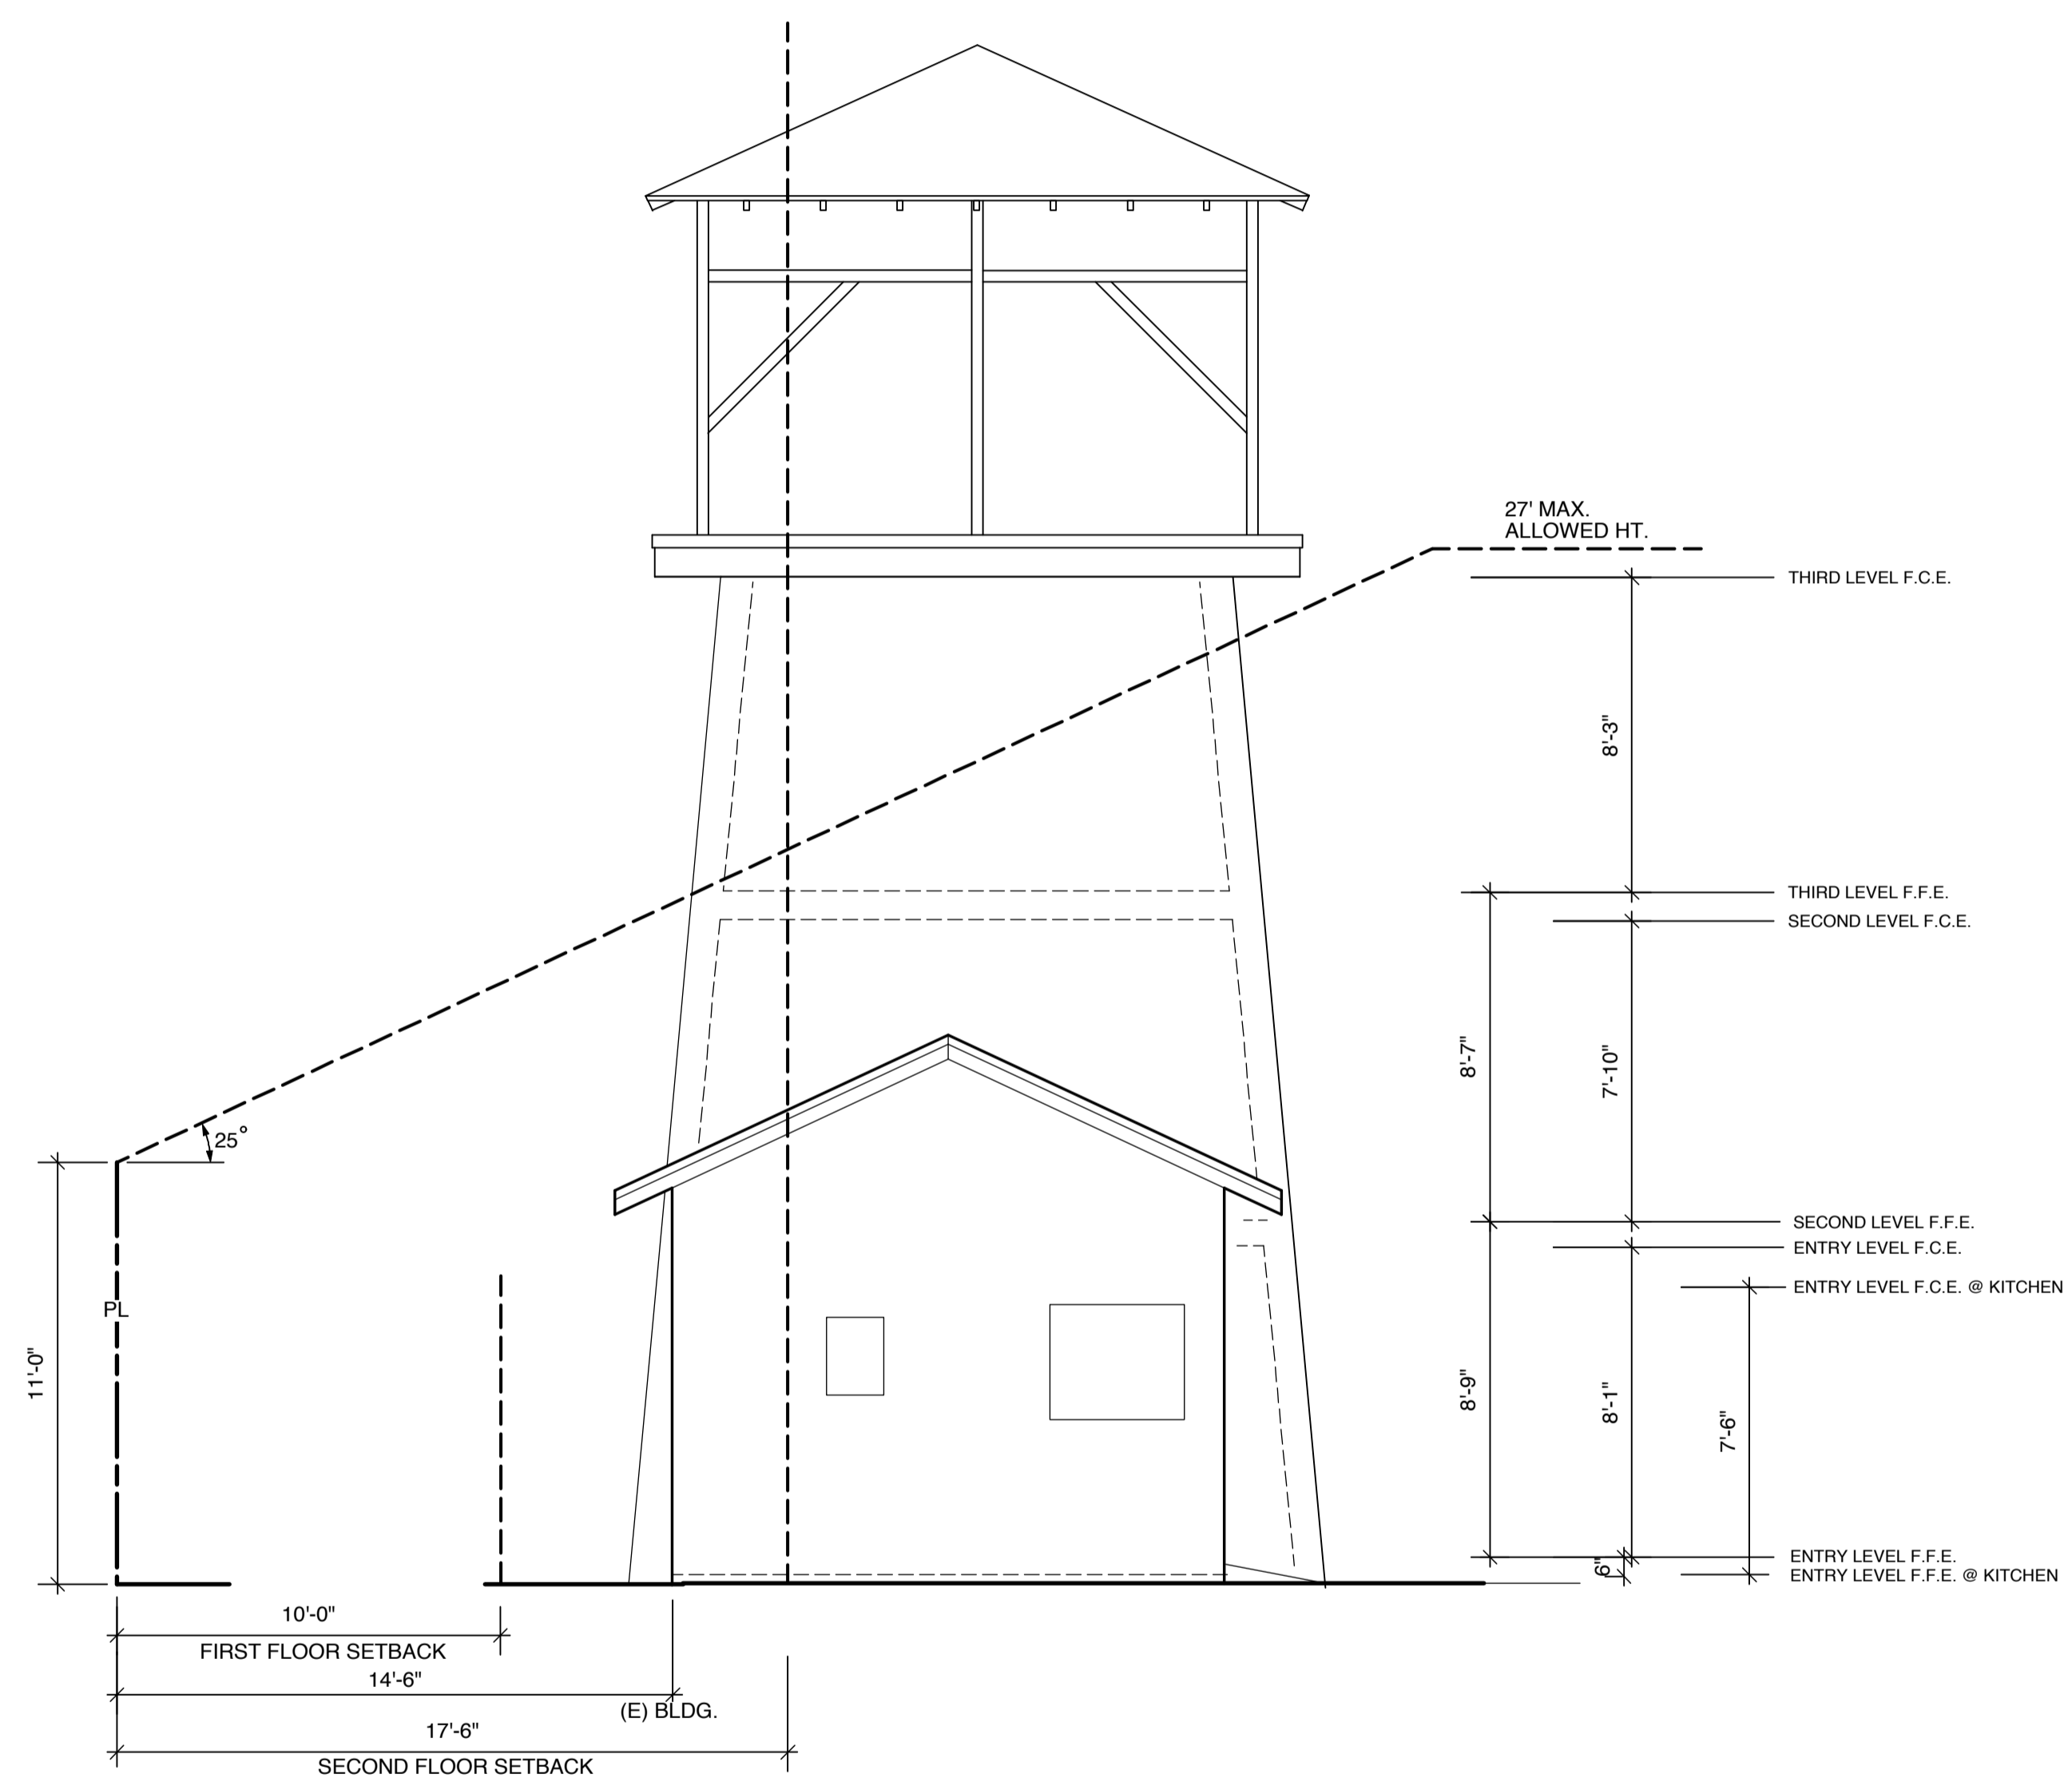 27' MAX.
ALLOWED HT.
THIRD LEVEL F.C.E.
8'-3"
THIRD LEVEL F.F.E.
SECOND LEVEL F.C.E.
8'-7"
7'-10"
25°
SECOND LEVEL F.F.E.
ENTRY LEVEL F.C.E.
ENTRY LEVEL F.C.E. @ KITCHEN
PL
11'-0"
8'-9"
8'-1"
7'-6"
ENTRY LEVEL F.F.E.
6"
ENTRY LEVEL F.F.E. @ KITCHEN
10'-0"
FIRST FLOOR SETBACK
14'-6"
(E) BLDG.
17'-6"
SECOND FLOOR SETBACK